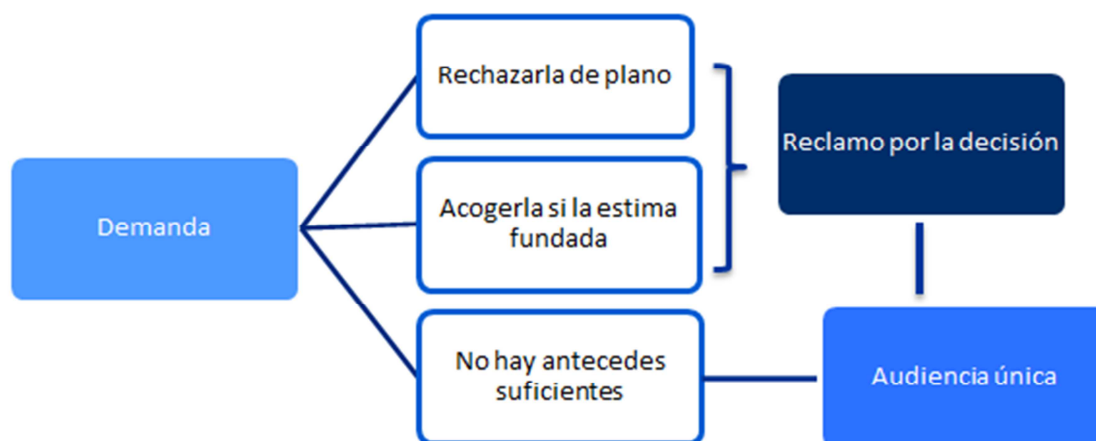 Demanda
Rechazarla de plano
Acogerla si la estima
fundada
No hay antecedes
suficientes
Reclamo por la decisión
Audiencia única